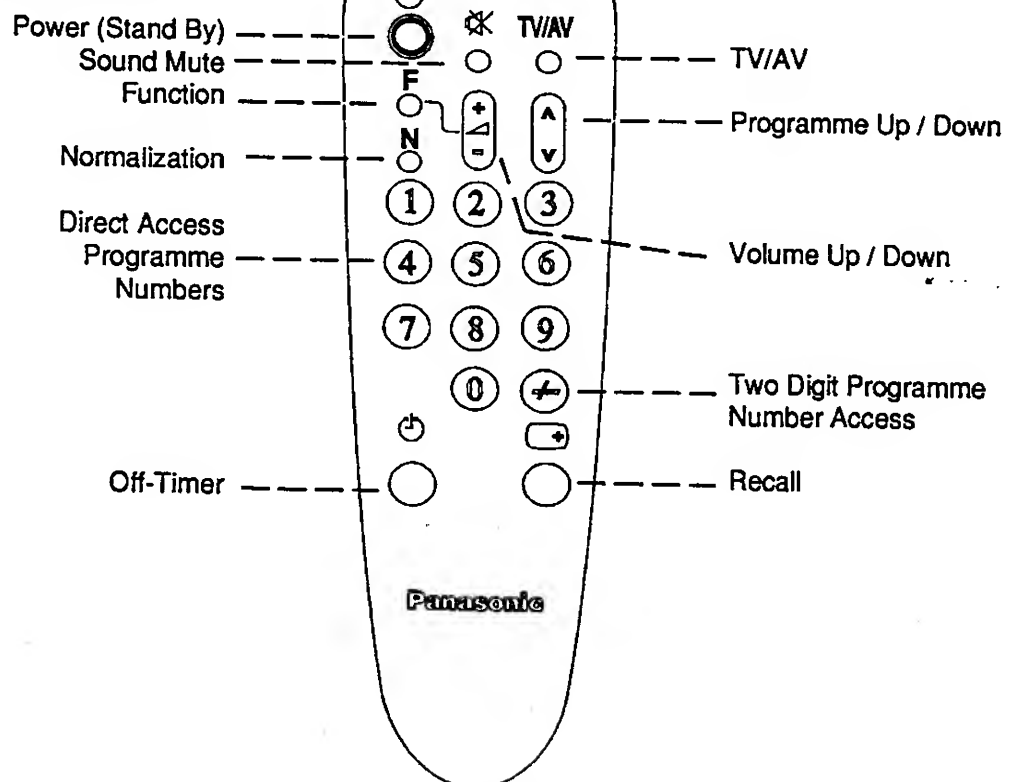 Power (Stand By)
Sound Mute
Function
Normalization
Direct Access
Programme
Numbers
Off-Timer
TV/AV
F
+
-
N
1 2 3
4 5 6
7 8 9
0 -/--
Panasonic
TV/AV
Programme Up / Down
Volume Up / Down
Two Digit Programme
Number Access
Recall